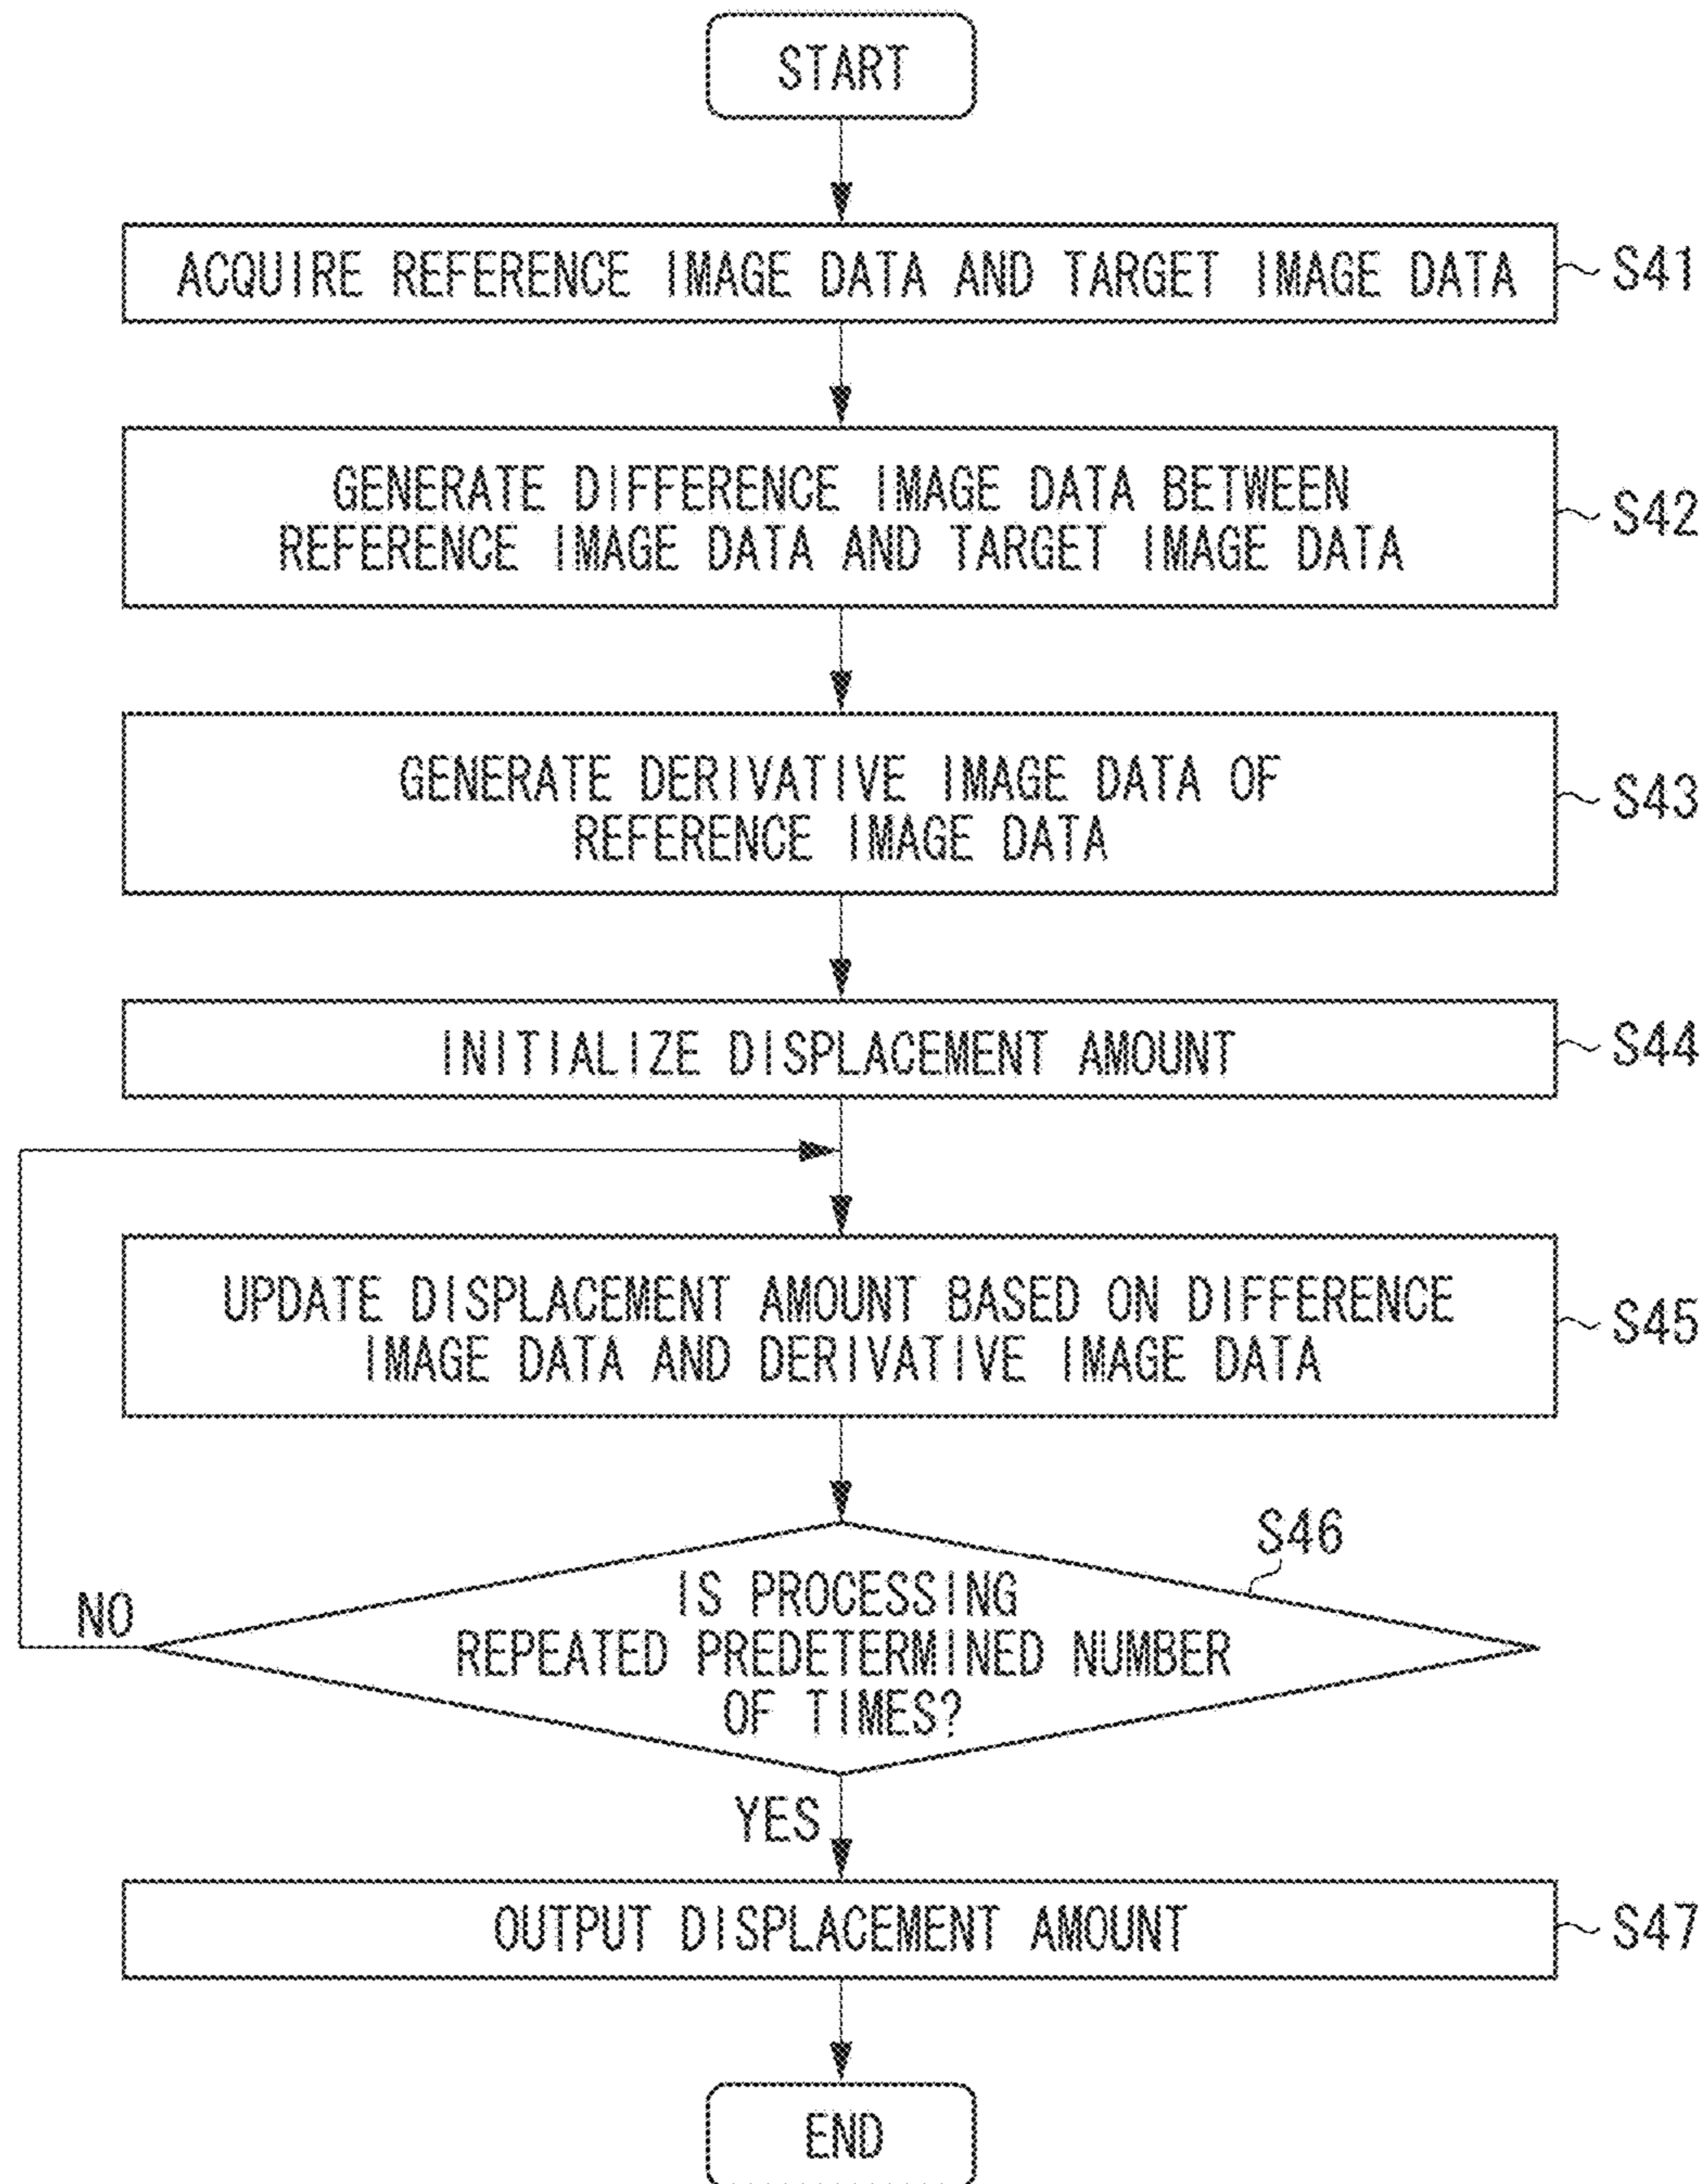 START
ACQUIRE REFERENCE IMAGE DATA AND TARGET IMAGE DATA
S41
GENERATE DIFFERENCE IMAGE DATA BETWEEN
REFERENCE IMAGE DATA AND TARGET IMAGE DATA
S42
GENERATE DERIVATIVE IMAGE DATA OF
REFERENCE IMAGE DATA
S43
INITIALIZE DISPLACEMENT AMOUNT
S44
UPDATE DISPLACEMENT AMOUNT BASED ON DIFFERENCE
IMAGE DATA AND DERIVATIVE IMAGE DATA
S45
S46
IS PROCESSING
REPEATED PREDETERMINED NUMBER
OF TIMES?
NO
YES
OUTPUT DISPLACEMENT AMOUNT
S47
END